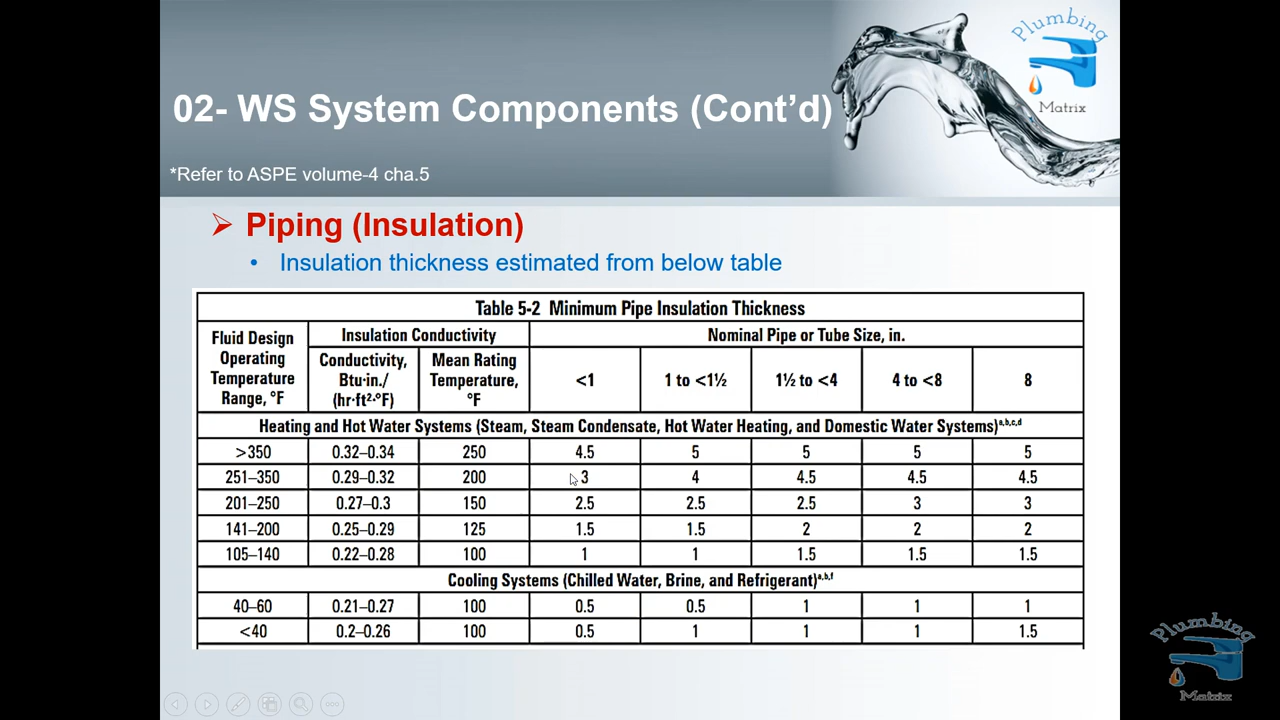 Plumbing
Matrix
02- WS System Components (Cont’d)
*Refer to ASPE volume-4 cha.5
Piping (Insulation)
• Insulation thickness estimated from below table
Table 5-2 Minimum Pipe Insulation Thickness
Fluid Design Operating Temperature Range, °F
Insulation Conductivity
Nominal Pipe or Tube Size, in.
Conductivity, Btu·in./(hr·ft²·°F)
Mean Rating Temperature, °F
<1 1 to <1½ 1½ to <4 4 to <8 8
Heating and Hot Water Systems (Steam, Steam Condensate, Hot Water Heating, and Domestic Water Systems)a,b,c,d
>350 0.32–0.34 250 4.5 5 5 5 5
251–350 0.29–0.32 200 3 4 4.5 4.5 4.5
201–250 0.27–0.3 150 2.5 2.5 2.5 3 3
141–200 0.25–0.29 125 1.5 1.5 2 2 2
105–140 0.22–0.28 100 1 1 1.5 1.5 1.5
Cooling Systems (Chilled Water, Brine, and Refrigerant)a,b,f
40–60 0.21–0.27 100 0.5 0.5 1 1 1
<40 0.2–0.26 100 0.5 1 1 1 1.5
Plumbing
Matrix